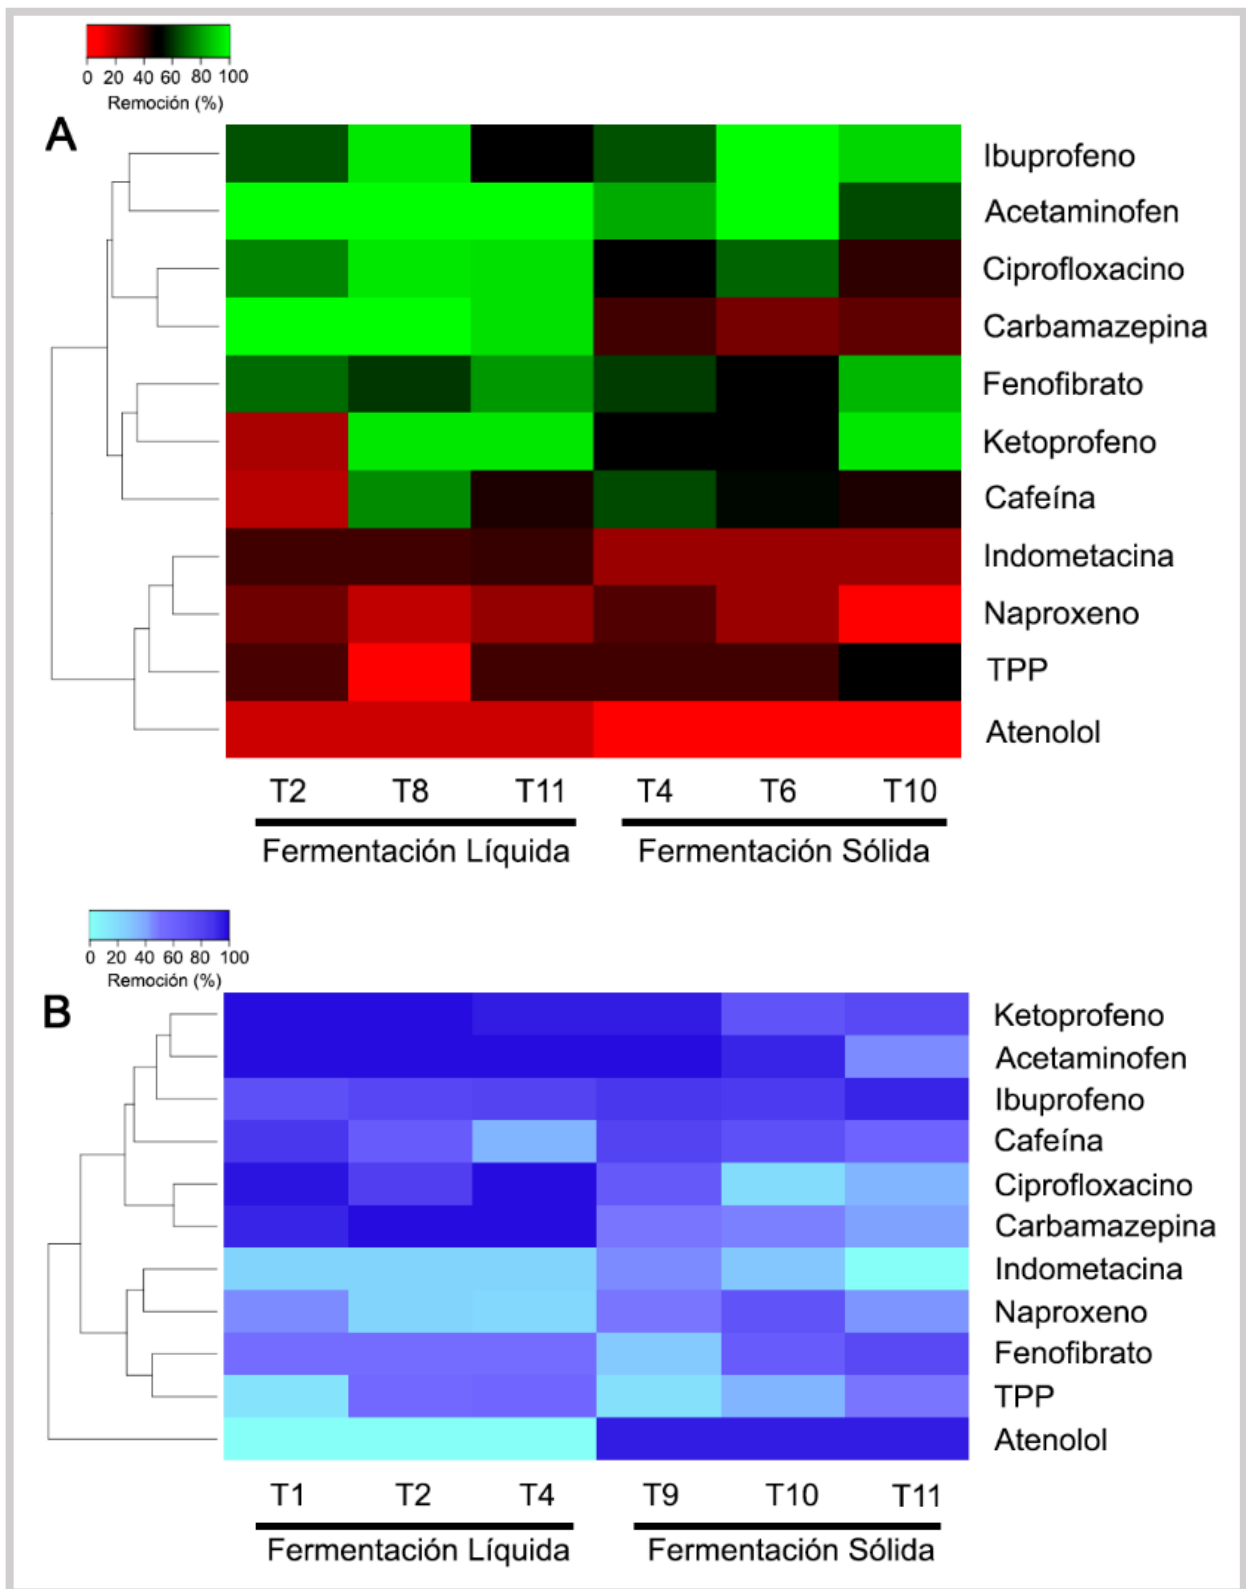 0 20 40 60 80 100
Remoción (%)
A
Ibuprofeno
Acetaminofen
Ciprofloxacino
Carbamazepina
Fenofibrato
Ketoprofeno
Cafeína
Indometacina
Naproxeno
TPP
Atenolol
T2 T8 T11 T4 T6 T10
Fermentación Líquida Fermentación Sólida
0 20 40 60 80 100
Remoción (%)
B
Ketoprofeno
Acetaminofen
Ibuprofeno
Cafeína
Ciprofloxacino
Carbamazepina
Indometacina
Naproxeno
Fenofibrato
TPP
Atenolol
T1 T2 T4 T9 T10 T11
Fermentación Líquida Fermentación Sólida